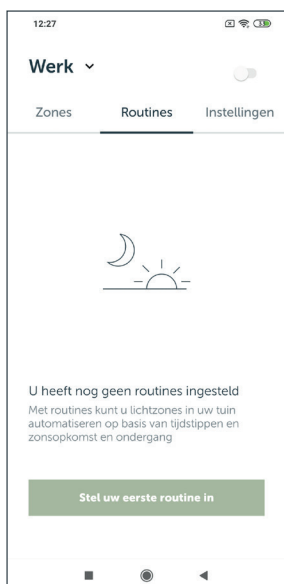 12:27
Werk
Zones Routines Instellingen
U heeft nog geen routines ingesteld
Met routines kunt u lichtzones in uw tuin
automatiseren op basis van tijdstippen en
zonsopkomst en ondergang
Stel uw eerste routine in